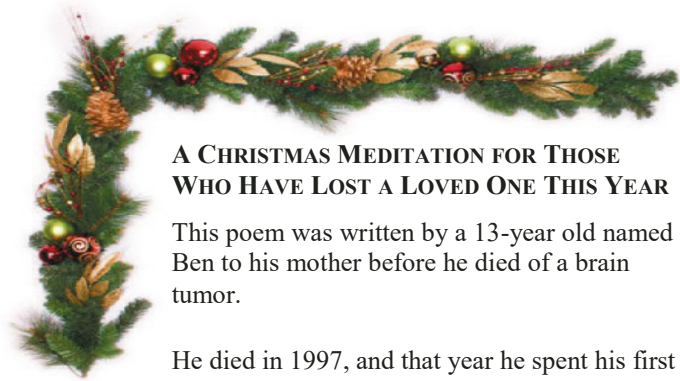 A CHRISTMAS MEDITATION FOR THOSE
WHO HAVE LOST A LOVED ONE THIS YEAR
This poem was written by a 13-year old named
Ben to his mother before he died of a brain
tumor.
He died in 1997, and that year he spent his first